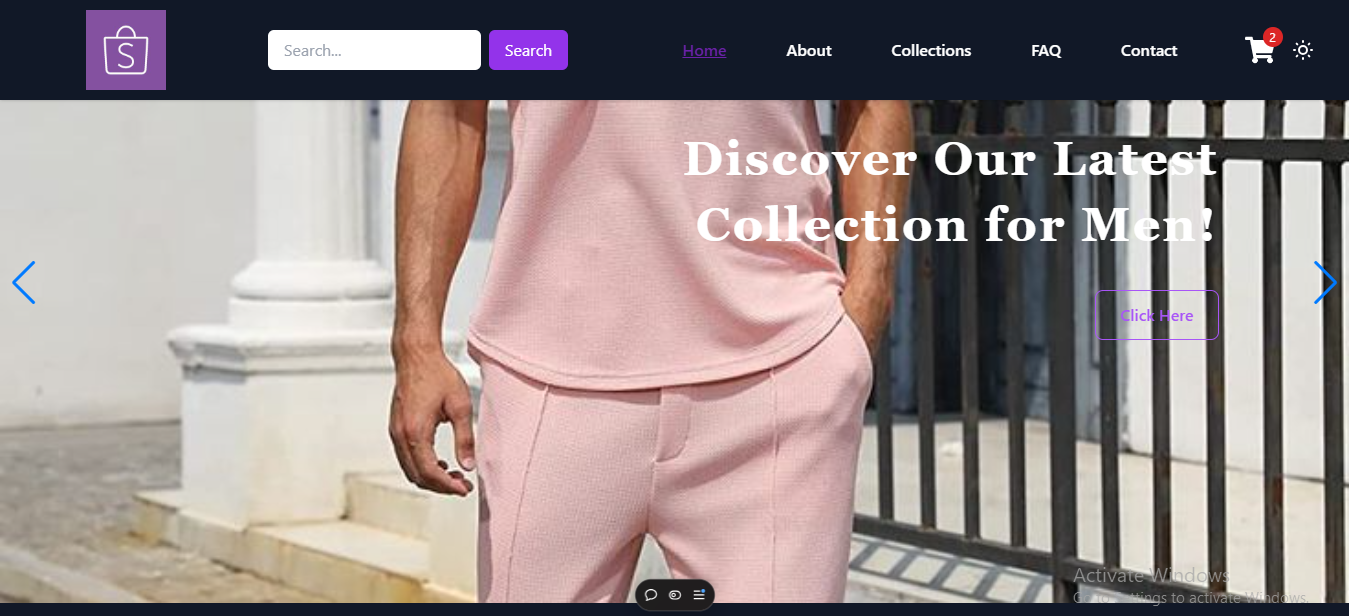 S
Search...
Search
Home
About
Collections
FAQ
Contact
2
Discover Our Latest
Collection for Men!
Click Here
Activate Windows
Go to Settings to activate Windows.